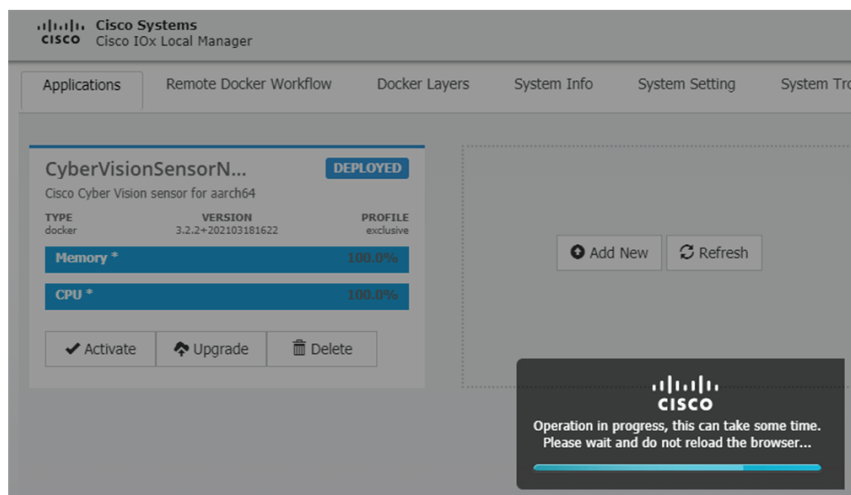 Cisco Systems
CISCO Cisco IOx Local Manager
Applications Remote Docker Workflow Docker Layers System Info System Setting System Tro
CyberVisionSensorN... DEPLOYED
Cisco Cyber Vision sensor for aarch64
TYPE VERSION PROFILE
docker 3.2.2+202103181622 exclusive
Memory * 100.0%
CPU * 100.0%
Activate Upgrade Delete
Add New Refresh
CISCO
Operation in progress, this can take some time.
Please wait and do not reload the browser...